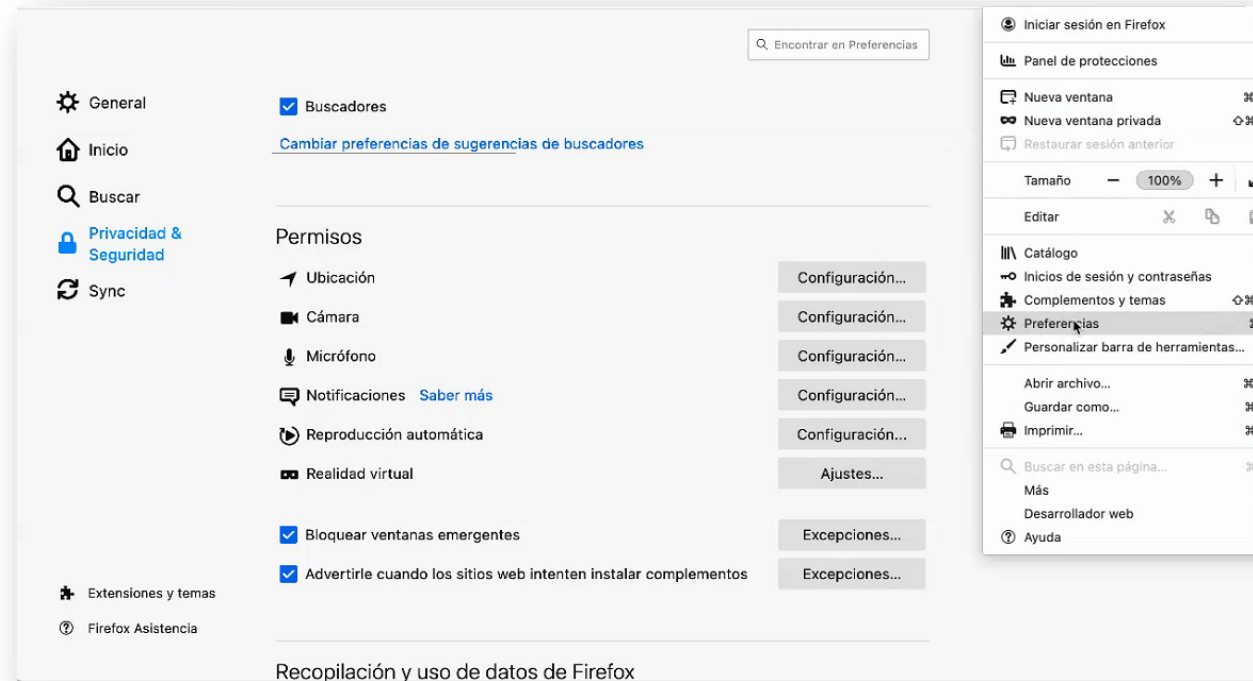 Encontrar en Preferencias
General
Inicio
Buscar
Privacidad &
Seguridad
Sync
Extensiones y temas
Firefox Asistencia
Buscadores
Cambiar preferencias de sugerencias de buscadores
Permisos
Ubicación Configuración...
Cámara Configuración...
Micrófono Configuración...
Notificaciones Saber más Configuración...
Reproducción automática Configuración...
Realidad virtual Ajustes...
Bloquear ventanas emergentes Excepciones...
Advertirle cuando los sitios web intenten instalar complementos Excepciones...
Recopilación y uso de datos de Firefox
Iniciar sesión en Firefox
Panel de protecciones
Nueva ventana ⌘
Nueva ventana privada ⇧⌘
Restaurar sesión anterior
Tamaño − 100% +
Editar
Catálogo
Inicios de sesión y contraseñas
Complementos y temas ⇧⌘
Preferencias
Personalizar barra de herramientas...
Abrir archivo... ⌘
Guardar como... ⌘
Imprimir... ⌘
Buscar en esta página... ⌘
Más
Desarrollador web
Ayuda